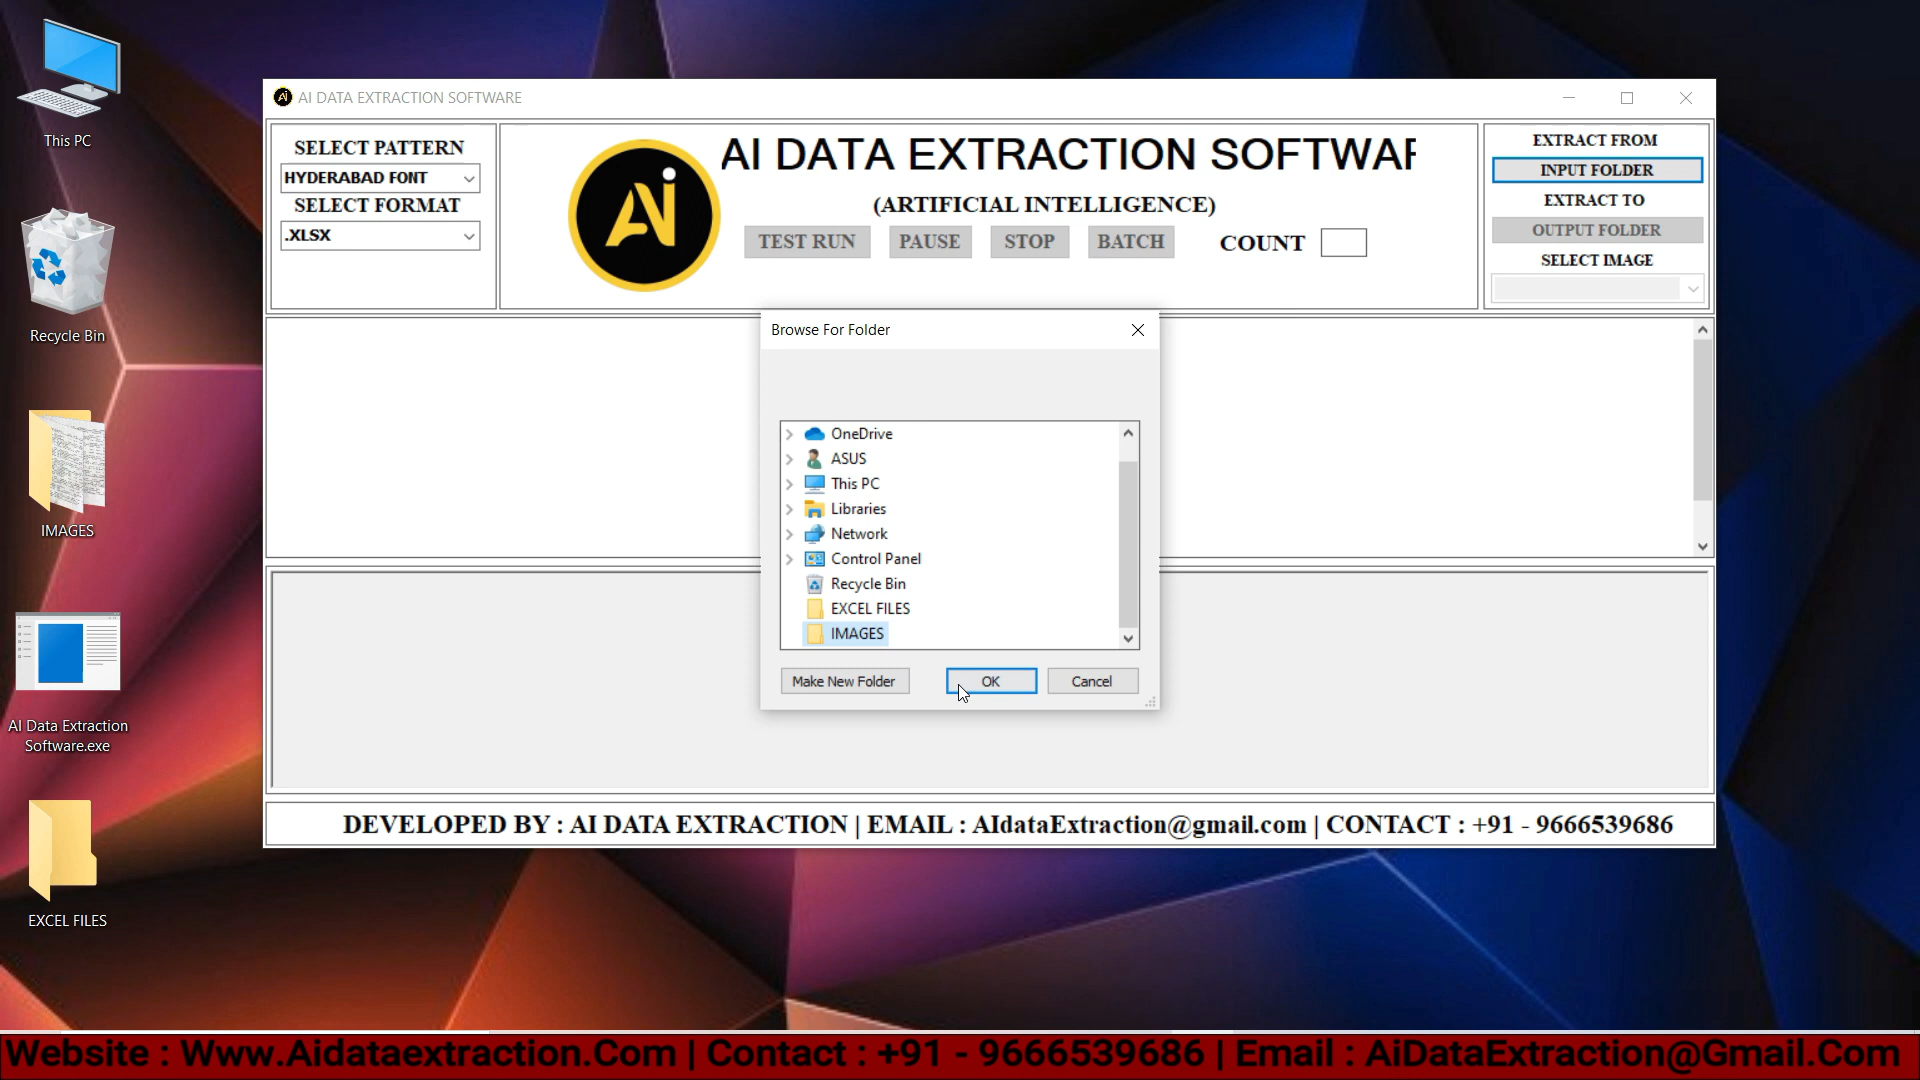 This PC
Recycle Bin
IMAGES
AI Data Extraction
Software.exe
EXCEL FILES
AI DATA EXTRACTION SOFTWARE
SELECT PATTERN
HYDERABAD FONT
SELECT FORMAT
.XLSX
Ai
AI DATA EXTRACTION SOFTWAR
(ARTIFICIAL INTELLIGENCE)
TEST RUN
PAUSE
STOP
BATCH
COUNT
EXTRACT FROM
INPUT FOLDER
EXTRACT TO
OUTPUT FOLDER
SELECT IMAGE
Browse For Folder
OneDrive
ASUS
This PC
Libraries
Network
Control Panel
Recycle Bin
EXCEL FILES
IMAGES
Make New Folder
OK
Cancel
DEVELOPED BY : AI DATA EXTRACTION | EMAIL : AIdataExtraction@gmail.com | CONTACT : +91 - 9666539686
Website : Www.Aidataextraction.Com | Contact : +91 - 9666539686 | Email : AiDataExtraction@Gmail.Com